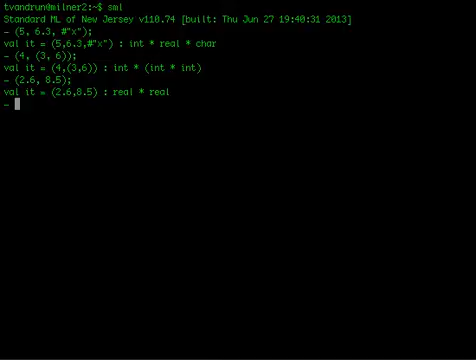 tvandrun@milner2:~$ sml
Standard ML of New Jersey v110.74 [built: Thu Jun 27 19:40:31 2013]
- (5, 6.3, #"x");
val it = (5,6.3,#"x") : int * real * char
- (4, (3, 6));
val it = (4,(3,6)) : int * (int * int)
- (2.6, 8.5);
val it = (2.6,8.5) : real * real
-